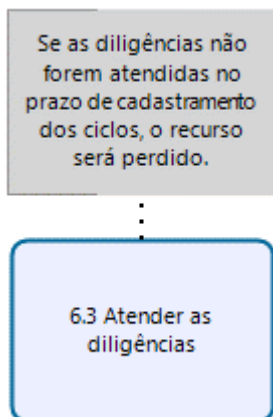 Se as diligências não
forem atendidas no
prazo de cadastramento
dos ciclos, o recurso
será perdido.
6.3 Atender as
diligências